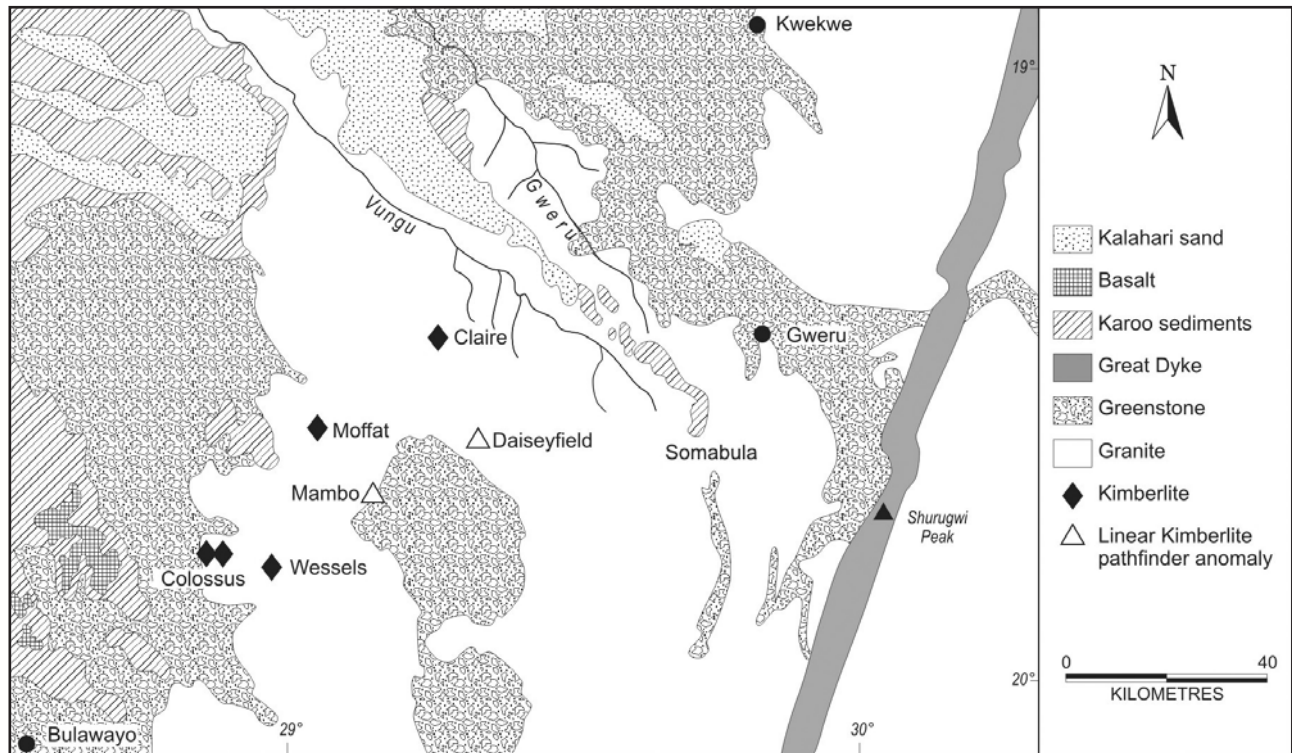 Kwekwe
19°
N
Vungu
Gweru
Kalahari sand
Basalt
Karoo sediments
Great Dyke
Greenstone
Granite
Kimberlite
Linear Kimberlite
pathfinder anomaly
Claire
Gweru
Moffat
Daiseyfield
Somabula
Mambo
Shurugwi
Peak
Colossus
Wessels
0 40
KILOMETRES
20°
Bulawayo
29°
30°